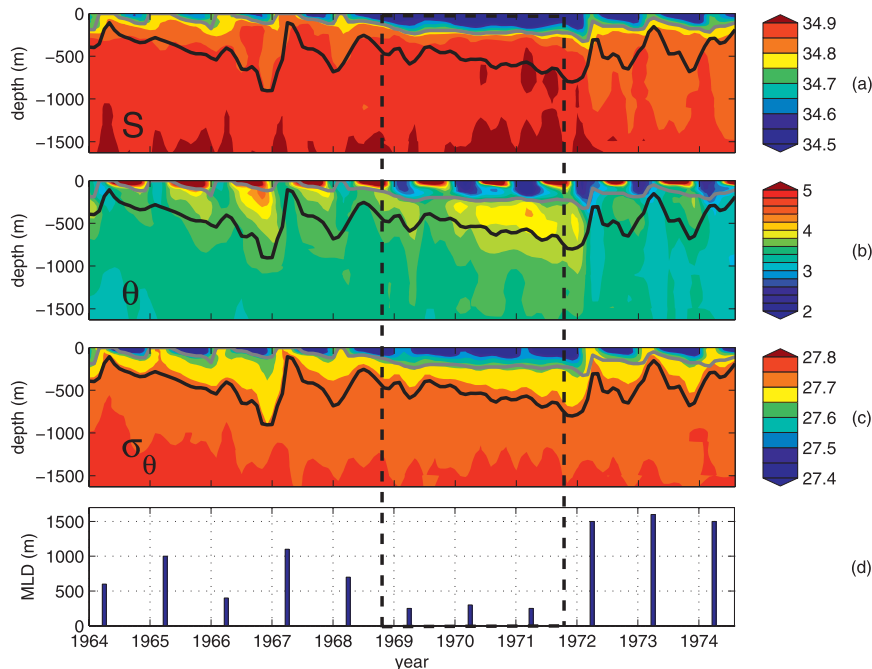 0
−500
−1000
−1500
depth (m)
S
34.9
34.8
34.7
34.6
34.5
(a)
0
−500
−1000
−1500
depth (m)
θ
5
4
3
2
(b)
0
−500
−1000
−1500
depth (m)
σθ
27.8
27.7
27.6
27.5
27.4
(c)
1500
1000
500
0
MLD (m)
(d)
1964 1965 1966 1967 1968 1969 1970 1971 1972 1973 1974
year